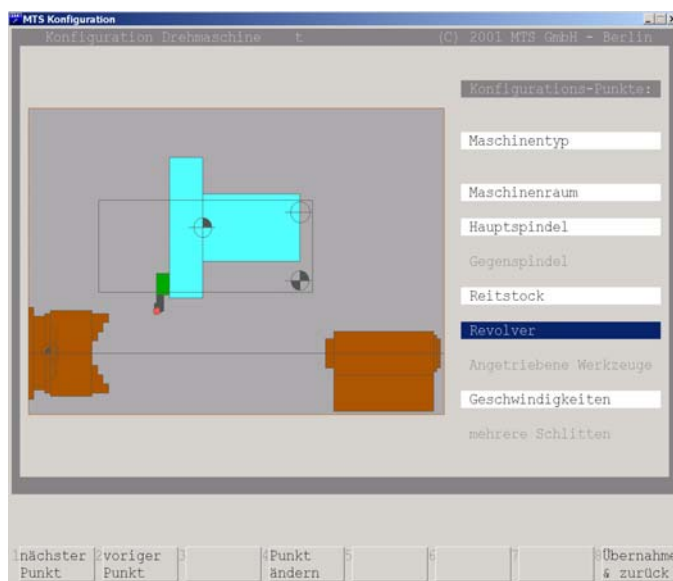 MTS Konfiguration
Konfiguration Drehmaschine t (C) 2001 MTS GmbH - Berlin
Konfigurations-Punkte:
Maschinentyp
Maschinenraum
Hauptspindel
Gegenspindel
Reitstock
Revolver
Angetriebene Werkzeuge
Geschwindigkeiten
mehrere Schlitten
1 nächster 2 voriger 3 4 Punkt 5 6 7 8 Übernahme
Punkt Punkt ändern & zurück